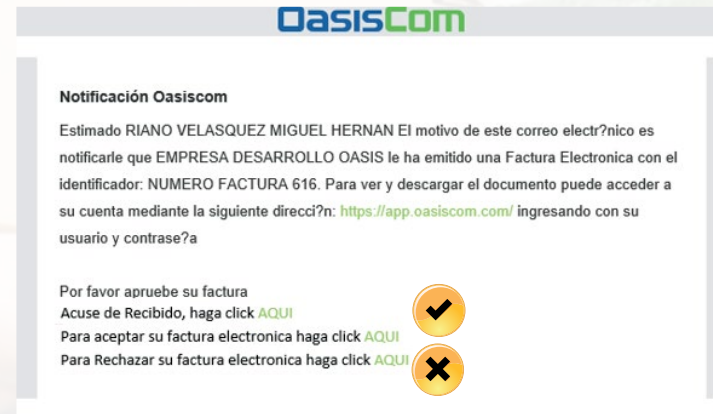 OasisCom
Notificación Oasiscom
Estimado RIANO VELASQUEZ MIGUEL HERNAN El motivo de este correo electr?nico es
notificarle que EMPRESA DESARROLLO OASIS le ha emitido una Factura Electronica con el
identificador: NUMERO FACTURA 616. Para ver y descargar el documento puede acceder a
su cuenta mediante la siguiente direcci?n: https://app.oasiscom.com/ ingresando con su
usuario y contrase?a
Por favor apruebe su factura
Acuse de Recibido, haga click AQUI
Para aceptar su factura electronica haga click AQUI
Para Rechazar su factura electronica haga click AQUI